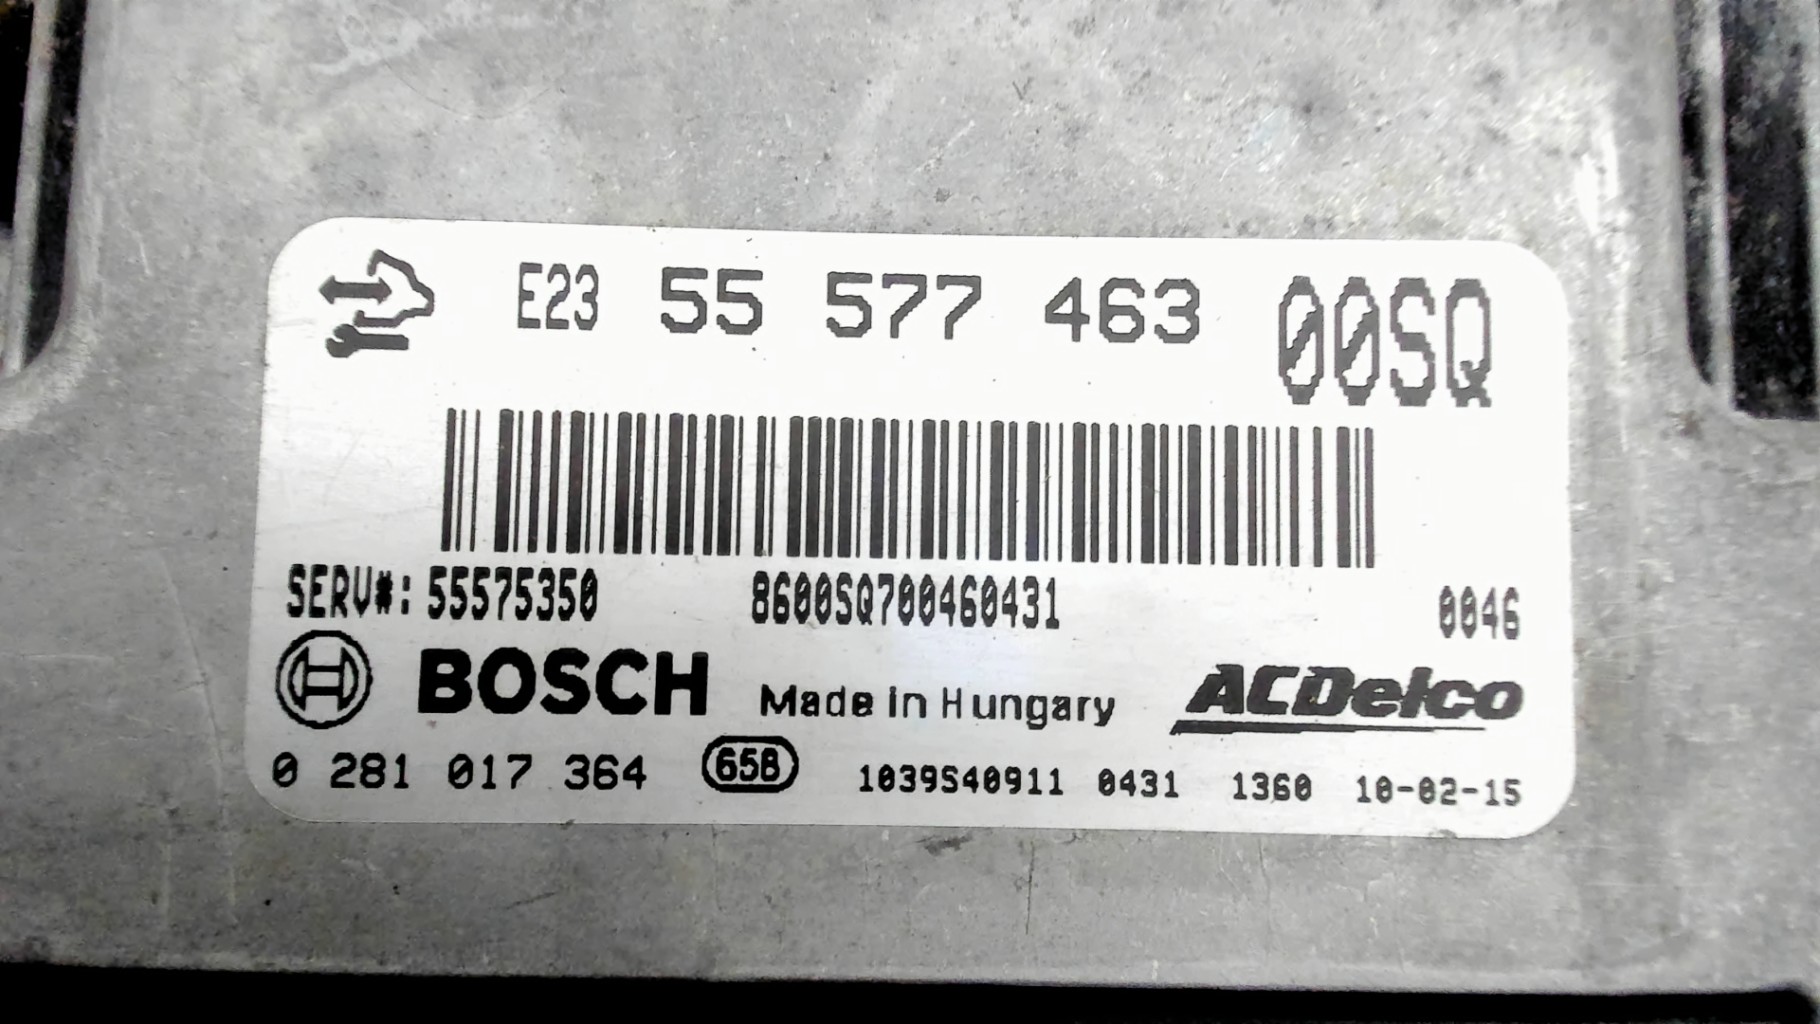 E23 55 577 463 00SQ
SERV#: 55575350 8600SQ700460431 0046
BOSCH Made in Hungary ACDelco
0 281 017 364 65B 1039S40911 0431 1360 10-02-15